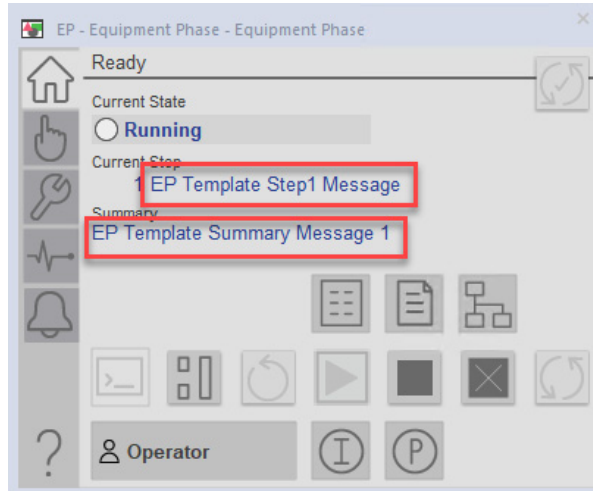 EP - Equipment Phase - Equipment Phase
Ready
Current State
Running
Current Step
1 EP Template Step1 Message
Summary
EP Template Summary Message 1
Operator
I
P
?